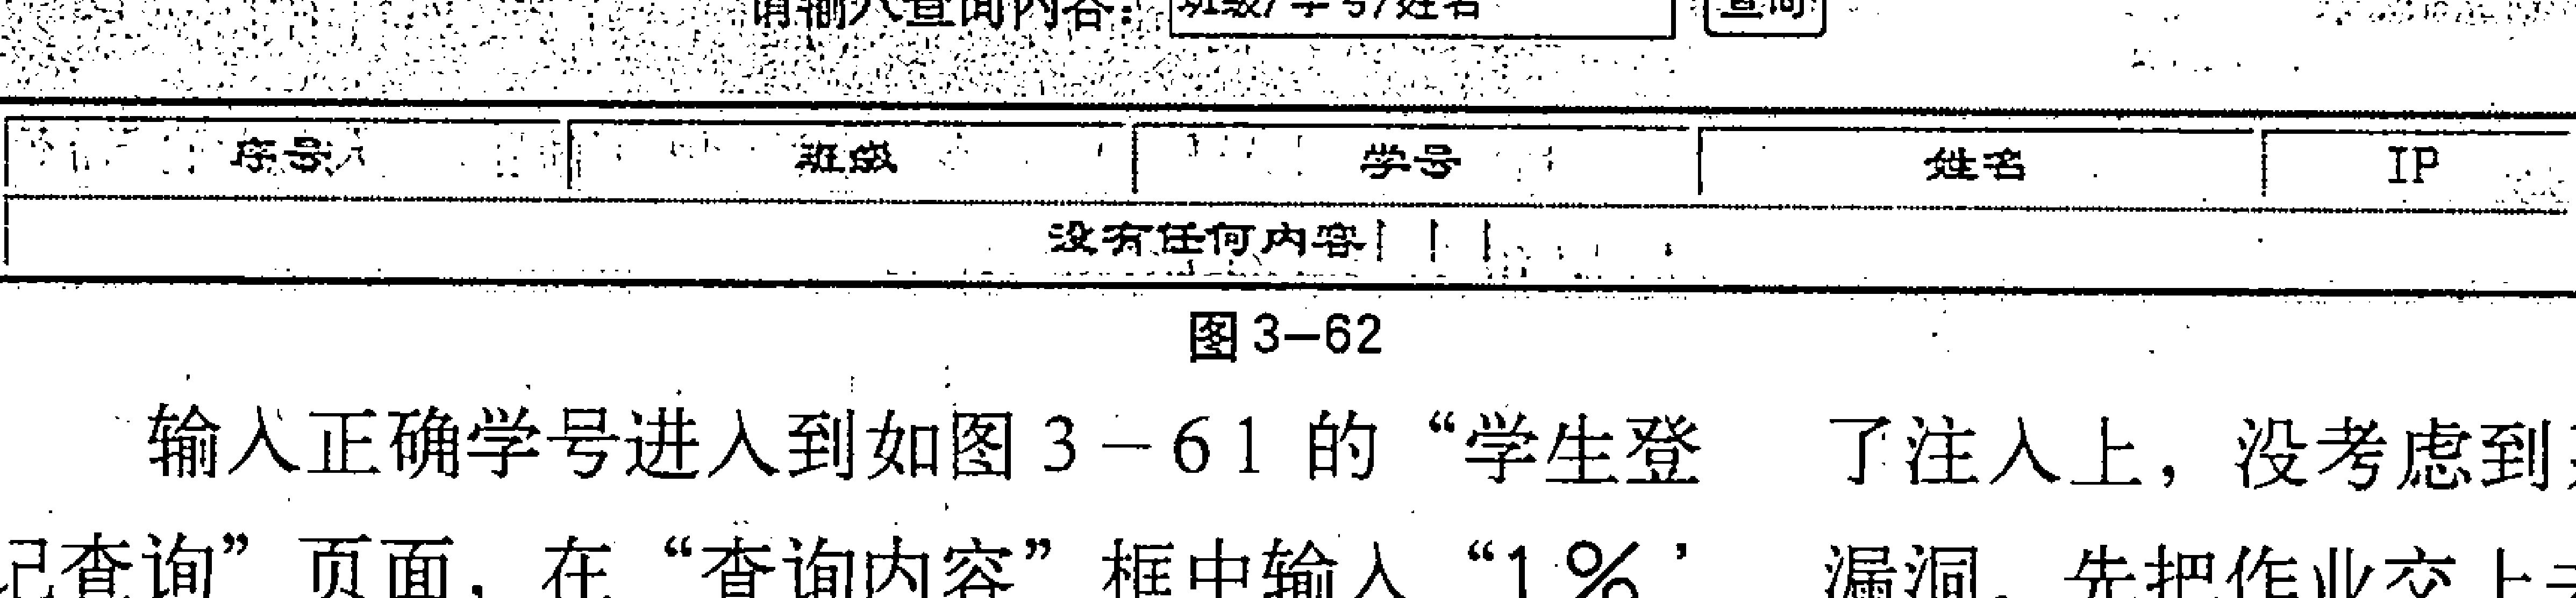 请输入查询内容: 班级/学号/姓名 查询
序号 班级 学号 姓名 IP
没有任何内容
图3-62
输入正确学号进入到如图3-61的“学生登
记查询”页面,在“查询内容”框中输入“1%'
了注入上,没考虑到
漏洞,先把作业交上去